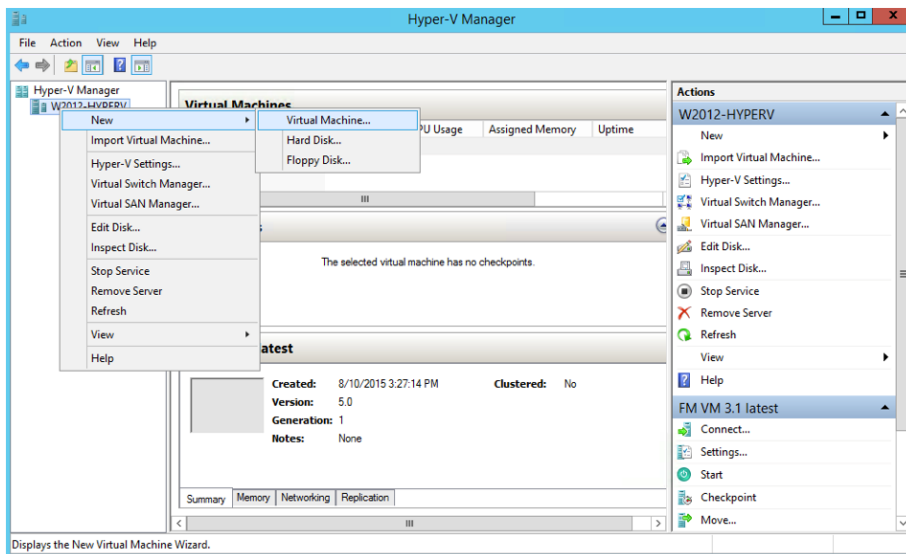 Hyper-V Manager
File Action View Help
Hyper-V Manager
W2012-HYPERV
New
Import Virtual Machine...
Hyper-V Settings...
Virtual Switch Manager...
Virtual SAN Manager...
Edit Disk...
Inspect Disk...
Stop Service
Remove Server
Refresh
View
Help
Virtual Machine...
Hard Disk...
Floppy Disk...
Virtual Machines
PU Usage Assigned Memory Uptime
The selected virtual machine has no checkpoints.
atest
Created: 8/10/2015 3:27:14 PM Clustered: No
Version: 5.0
Generation: 1
Notes: None
Summary Memory Networking Replication
Actions
W2012-HYPERV
New
Import Virtual Machine...
Hyper-V Settings...
Virtual Switch Manager...
Virtual SAN Manager...
Edit Disk...
Inspect Disk...
Stop Service
Remove Server
Refresh
View
Help
FM VM 3.1 latest
Connect...
Settings...
Start
Checkpoint
Move...
Displays the New Virtual Machine Wizard.